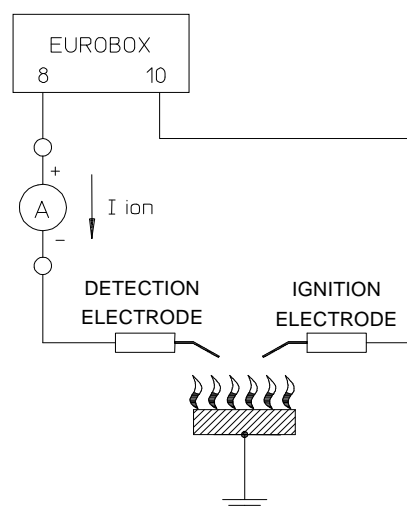 EUROBOX
8 10
+
A I ion
−
DETECTION ELECTRODE
IGNITION ELECTRODE